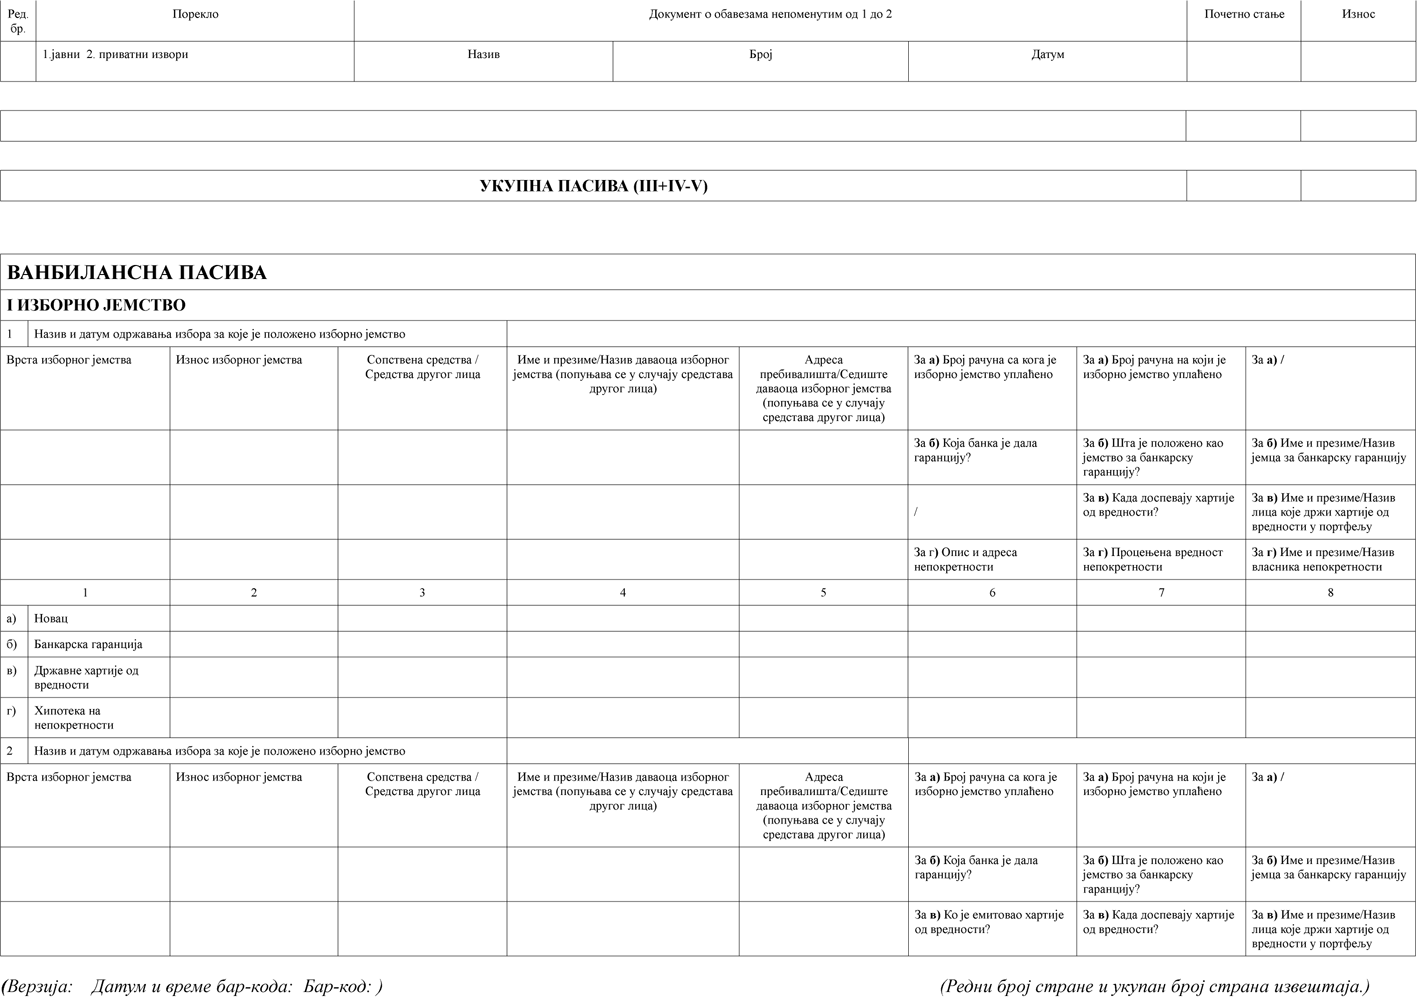 Ред. бр. Порекло Документ о обавезама непоменутим од 1 до 2 Почетно стање Износ
1.јавни 2. приватни извори Назив Број Датум
УКУПНА ПАСИВА (III+IV-V)
ВАНБИЛАНСНА ПАСИВА
I ИЗБОРНО ЈЕМСТВО
1 Назив и датум одржавања избора за које је положено изборно јемство
Врста изборног јемства
Износ изборног јемства
Сопствена средства /
Средства другог лица
Име и презиме/Назив даваоца изборног
јемства (попуњава се у случају средстава
другог лица)
Адреса
пребивалишта/Седиште
даваоца изборног јемства
(попуњава се у случају
средстава другог лица)
За а) Број рачуна са кога је
изборно јемство уплаћено
За а) Број рачуна на који је
изборно јемство уплаћено
За а) /
За б) Која банка је дала
гаранцију?
За б) Шта је положено као
јемство за банкарску
гаранцију?
За б) Име и презиме/Назив
јемца за банкарску гаранцију
/
За в) Када доспевају хартије
од вредности?
За в) Име и презиме/Назив
лица које држи хартије од
вредности у портфељу
За г) Опис и адреса
непокретности
За г) Процењена вредност
непокретности
За г) Име и презиме/Назив
власника непокретности
1 2 3 4 5 6 7 8
а) Новац
б) Банкарска гаранција
в) Државне хартије од
вредности
г) Хипотека на
непокретности
2 Назив и датум одржавања избора за које је положено изборно јемство
Врста изборног јемства
Износ изборног јемства
Сопствена средства /
Средства другог лица
Име и презиме/Назив даваоца изборног
јемства (попуњава се у случају средстава
другог лица)
Адреса
пребивалишта/Седиште
даваоца изборног јемства
(попуњава се у случају
средстава другог лица)
За а) Број рачуна са кога је
изборно јемство уплаћено
За а) Број рачуна на који је
изборно јемство уплаћено
За а) /
За б) Која банка је дала
гаранцију?
За б) Шта је положено као
јемство за банкарску
гаранцију?
За б) Име и презиме/Назив
јемца за банкарску гаранцију
За в) Ко је емитовао хартије
од вредности?
За в) Када доспевају хартије
од вредности?
За в) Име и презиме/Назив
лица које држи хартије од
вредности у портфељу
(Верзија: Датум и време бар-кода: Бар-код: ) (Редни број стране и укупан број страна извештаја.)